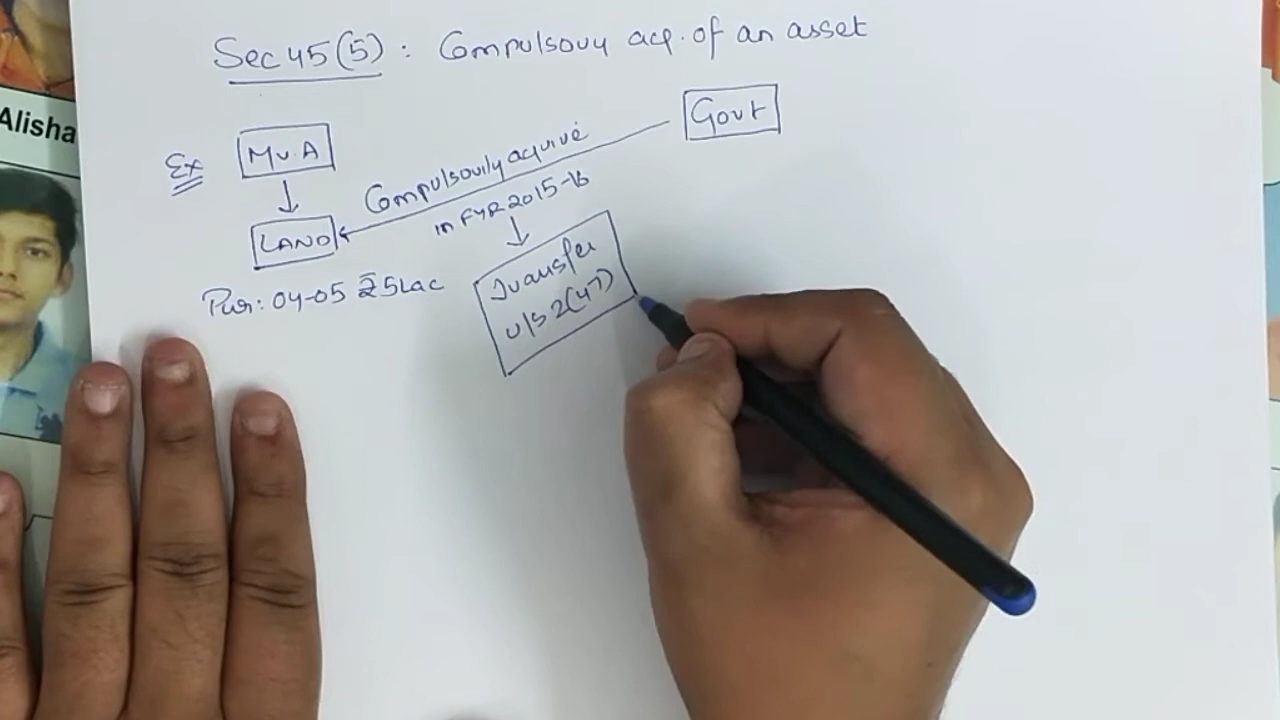 Sec 45(5) : Compulsory acq. of an asset
Alisha
Govt
Ex
Mr. A
Compulsorily acquire
in FYR 2015-16
LAND
Transfer
u/s 2(47)
Pur: 04-05 25Lac